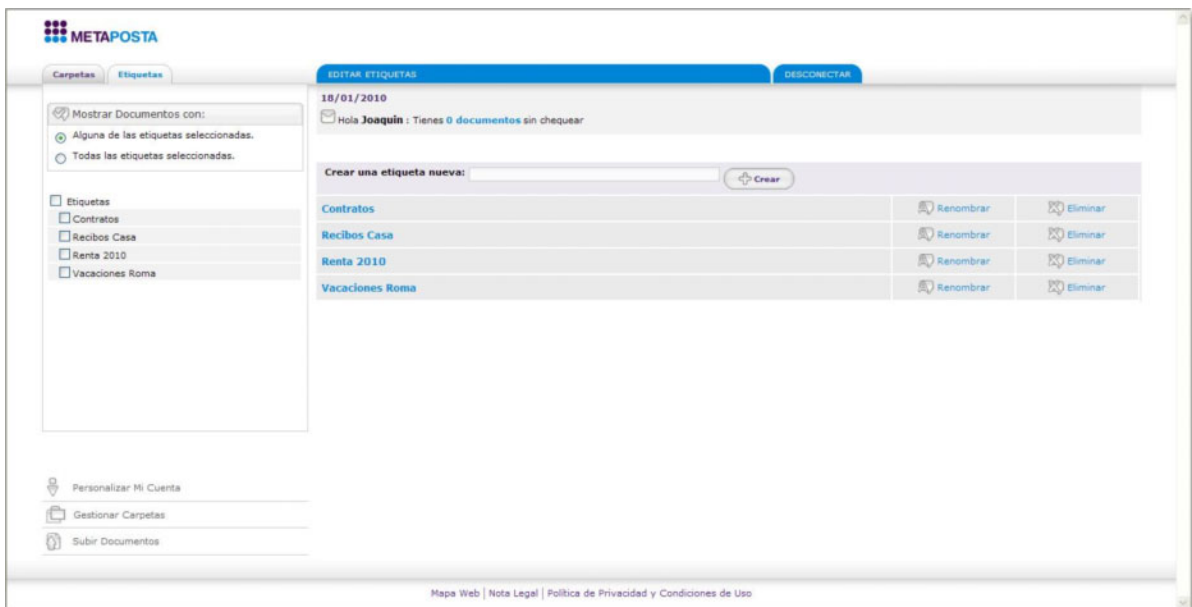 METAPOSTA
Carpetas Etiquetas
EDITAR ETIQUETAS DESCONECTAR
Mostrar Documentos con:
Alguna de las etiquetas seleccionadas.
Todas las etiquetas seleccionadas.
Etiquetas
Contratos
Recibos Casa
Renta 2010
Vacaciones Roma
18/01/2010
Hola Joaquin : Tienes 0 documentos sin chequear
Crear una etiqueta nueva: Crear
Contratos Renombrar Eliminar
Recibos Casa Renombrar Eliminar
Renta 2010 Renombrar Eliminar
Vacaciones Roma Renombrar Eliminar
Personalizar Mi Cuenta
Gestionar Carpetas
Subir Documentos
Mapa Web | Nota Legal | Política de Privacidad y Condiciones de Uso